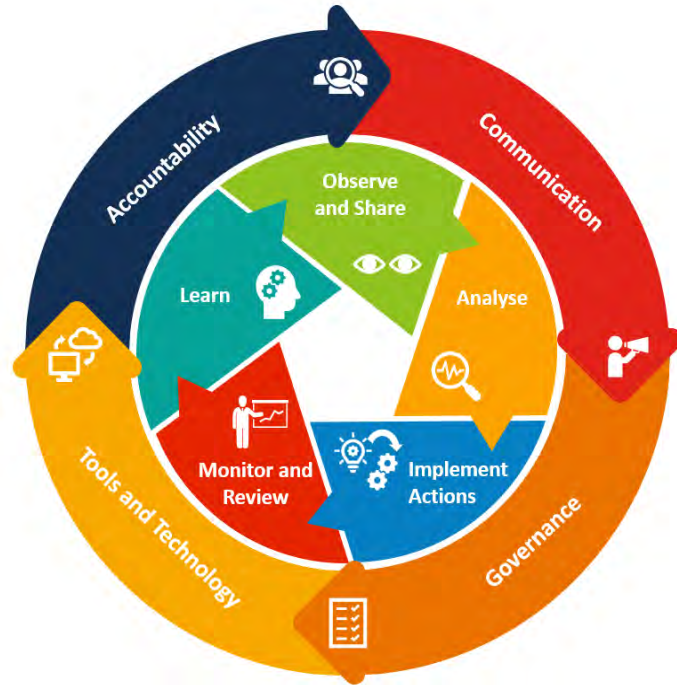 Accountability
Communication
Observe
and Share
Learn
Analyse
Monitor and
Review
Implement
Actions
Tools and Technology
Governance